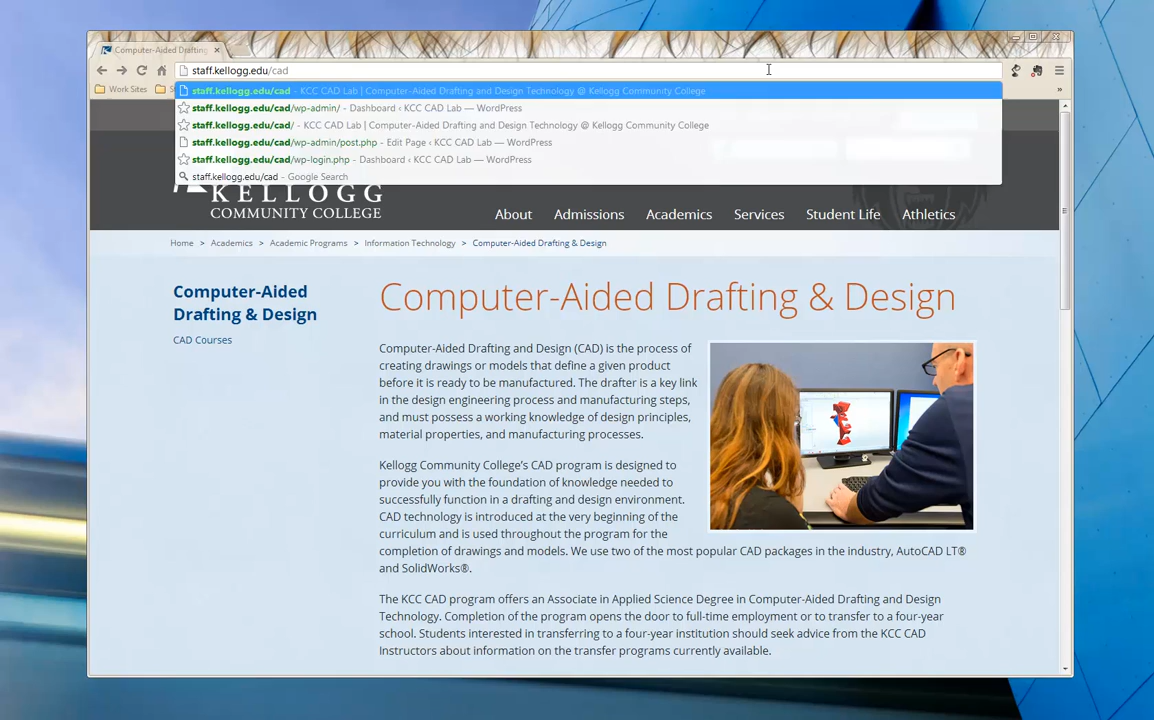 Computer-Aided Drafting
staff.kellogg.edu/cad
Work Sites
S
»
staff.kellogg.edu/cad - KCC CAD Lab | Computer-Aided Drafting and Design Technology @ Kellogg Community College
staff.kellogg.edu/cad/wp-admin/ - Dashboard ‹ KCC CAD Lab — WordPress
staff.kellogg.edu/cad/ - KCC CAD Lab | Computer-Aided Drafting and Design Technology @ Kellogg Community College
staff.kellogg.edu/cad/wp-admin/post.php - Edit Page ‹ KCC CAD Lab — WordPress
staff.kellogg.edu/cad/wp-login.php - Dashboard ‹ KCC CAD Lab — WordPress
staff.kellogg.edu/cad - Google Search
KELLOGG
COMMUNITY COLLEGE
About Admissions Academics Services Student Life Athletics
Home > Academics > Academic Programs > Information Technology > Computer-Aided Drafting & Design
Computer-Aided
Drafting & Design
CAD Courses
Computer-Aided Drafting & Design
Computer-Aided Drafting and Design (CAD) is the process of
creating drawings or models that define a given product
before it is ready to be manufactured. The drafter is a key link
in the design engineering process and manufacturing steps,
and must possess a working knowledge of design principles,
material properties, and manufacturing processes.
Kellogg Community College's CAD program is designed to
provide you with the foundation of knowledge needed to
successfully function in a drafting and design environment.
CAD technology is introduced at the very beginning of the
curriculum and is used throughout the program for the
completion of drawings and models. We use two of the most popular CAD packages in the industry, AutoCAD LT®
and SolidWorks®.
The KCC CAD program offers an Associate in Applied Science Degree in Computer-Aided Drafting and Design
Technology. Completion of the program opens the door to full-time employment or to transfer to a four-year
school. Students interested in transferring to a four-year institution should seek advice from the KCC CAD
Instructors about information on the transfer programs currently available.